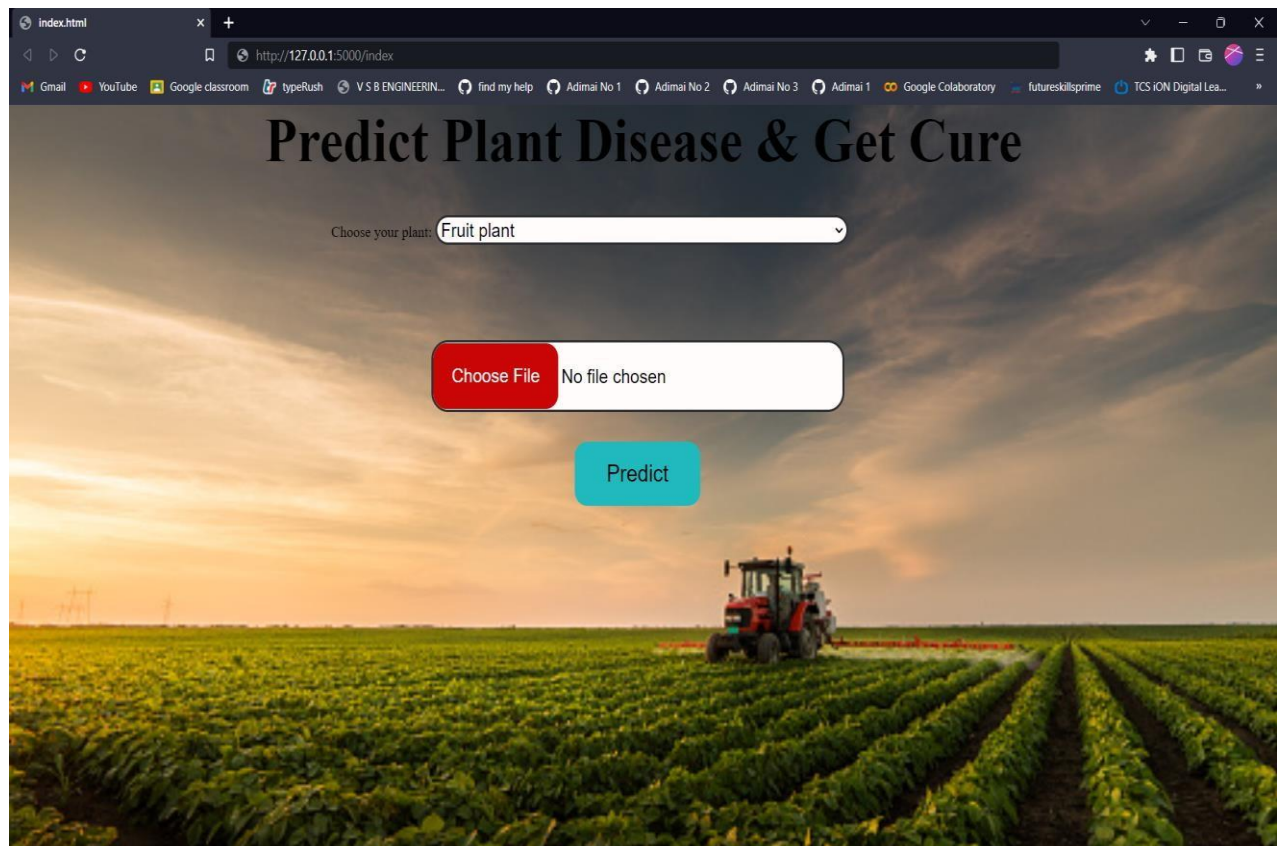 index.html
http://127.0.0.1:5000/index
Gmail YouTube Google classroom typeRush V S B ENGINEERIN... find my help Adimai No 1 Adimai No 2 Adimai No 3 Adimai 1 Google Colaboratory futureskillsprime TCS iON Digital Lea... »
Predict Plant Disease & Get Cure
Choose your plant: Fruit plant
Choose File No file chosen
Predict